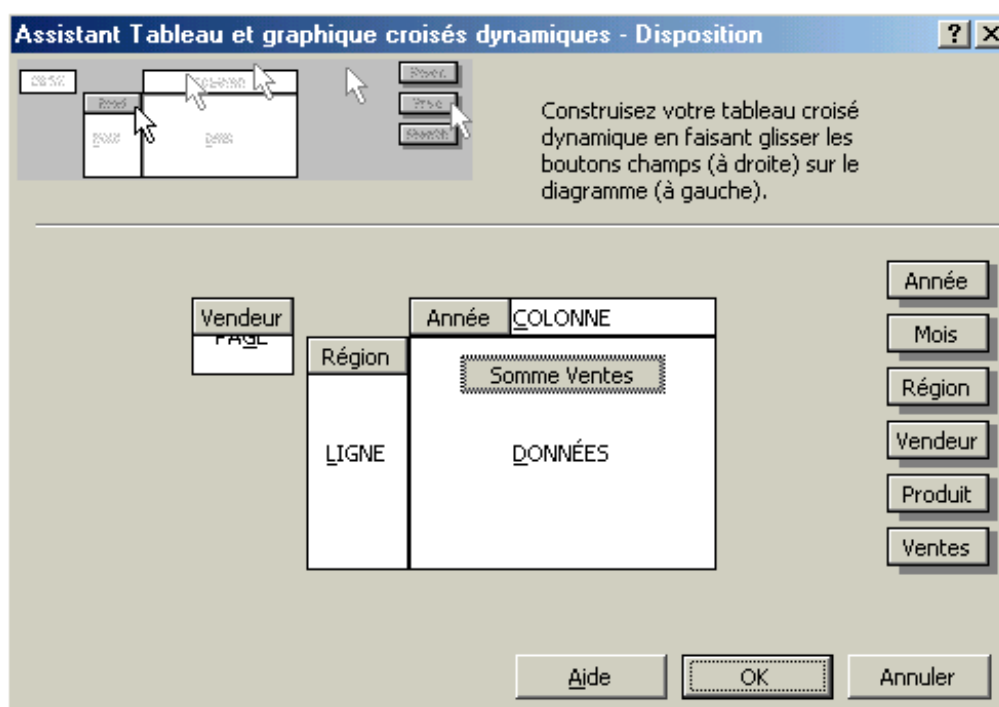 Assistant Tableau et graphique croisés dynamiques - Disposition
Construisez votre tableau croisé
dynamique en faisant glisser les
boutons champs (à droite) sur le
diagramme (à gauche).
Vendeur
PAGE
Région
LIGNE
Année COLONNE
Somme Ventes
DONNÉES
Année
Mois
Région
Vendeur
Produit
Ventes
Aide
OK
Annuler